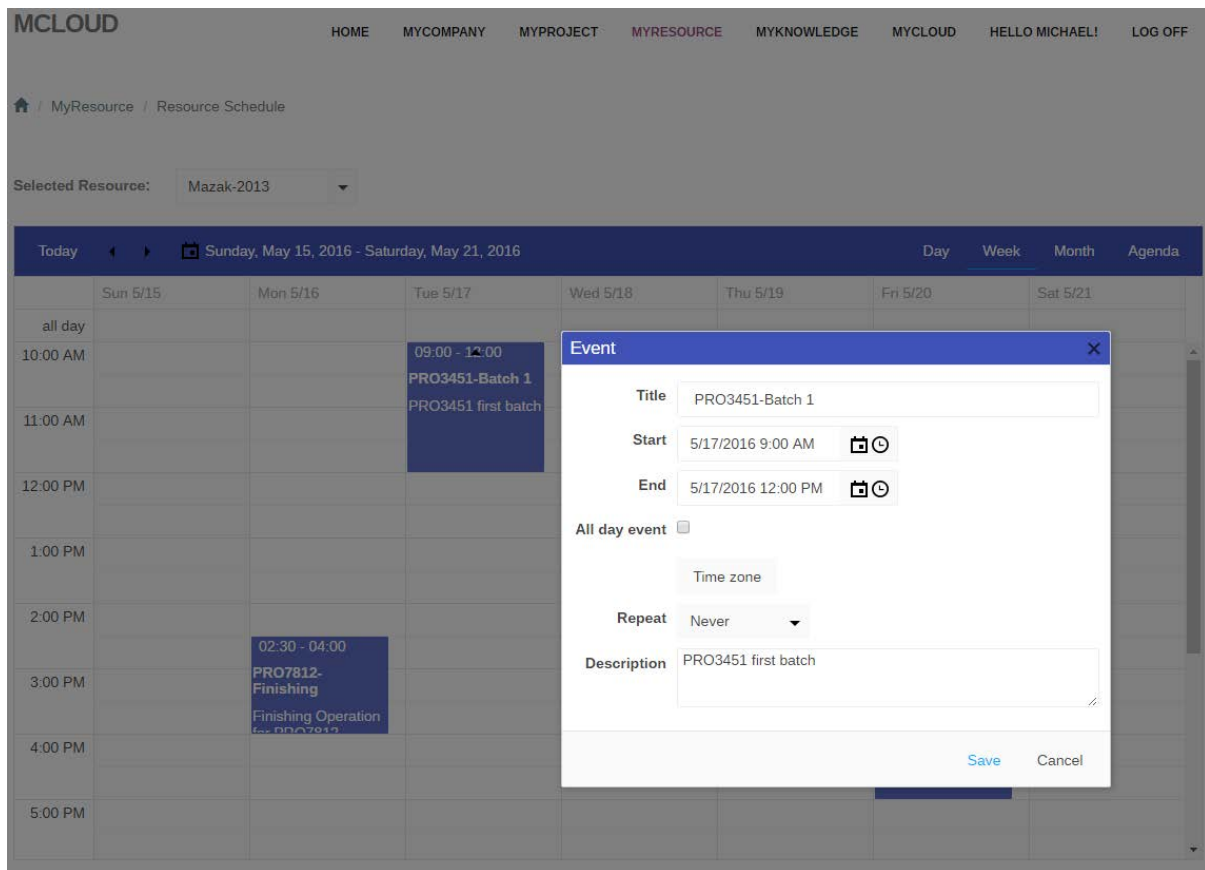 MCLOUD
HOME MYCOMPANY MYPROJECT MYRESOURCE MYKNOWLEDGE MYCLOUD HELLO MICHAEL! LOG OFF
/ MyResource / Resource Schedule
Selected Resource: Mazak-2013
Today Sunday, May 15, 2016 - Saturday, May 21, 2016 Day Week Month Agenda
Sun 5/15 Mon 5/16 Tue 5/17 Wed 5/18 Thu 5/19 Fri 5/20 Sat 5/21
all day
10:00 AM
11:00 AM
12:00 PM
1:00 PM
2:00 PM
3:00 PM
4:00 PM
5:00 PM
09:00 - 12:00
PRO3451-Batch 1
PRO3451 first batch
02:30 - 04:00
PRO7812-
Finishing
Finishing Operation
for PRO7812
Event
Title PRO3451-Batch 1
Start 5/17/2016 9:00 AM
End 5/17/2016 12:00 PM
All day event
Time zone
Repeat Never
Description PRO3451 first batch
Save Cancel